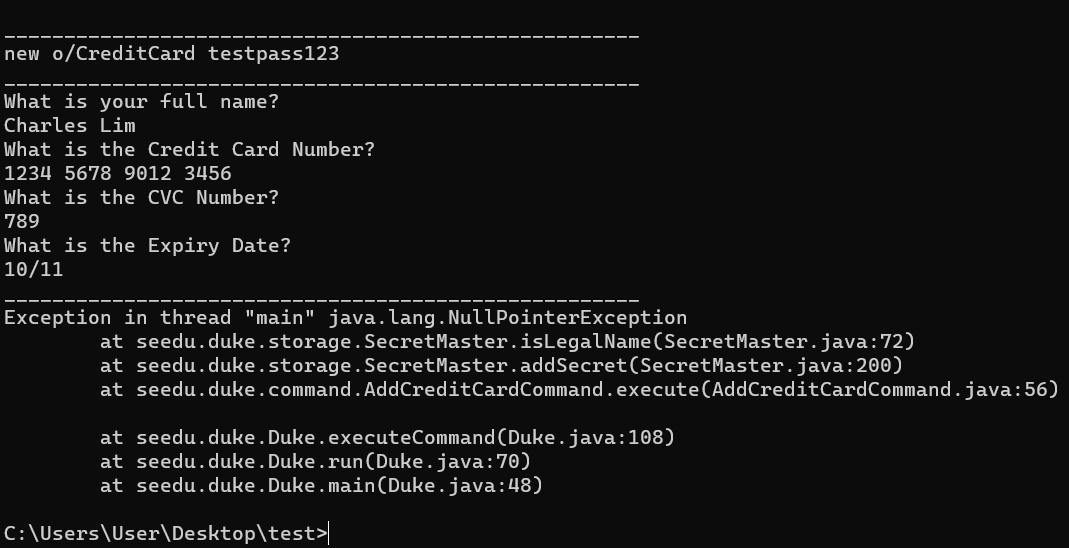 _____________________________________________________
new o/CreditCard testpass123
_____________________________________________________
What is your full name?
Charles Lim
What is the Credit Card Number?
1234 5678 9012 3456
What is the CVC Number?
789
What is the Expiry Date?
10/11
_____________________________________________________
Exception in thread "main" java.lang.NullPointerException
        at seedu.duke.storage.SecretMaster.isLegalName(SecretMaster.java:72)
        at seedu.duke.storage.SecretMaster.addSecret(SecretMaster.java:200)
        at seedu.duke.command.AddCreditCardCommand.execute(AddCreditCardCommand.java:56)
        at seedu.duke.Duke.executeCommand(Duke.java:108)
        at seedu.duke.Duke.run(Duke.java:70)
        at seedu.duke.Duke.main(Duke.java:48)
C:\Users\User\Desktop\test>